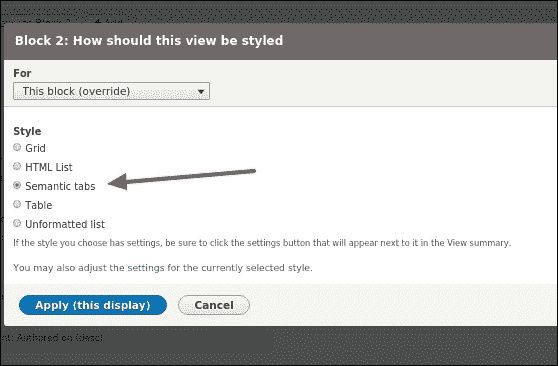 Block 2: How should this view be styled
For
This block (override)
Style
Grid
HTML List
Semantic tabs
Table
Unformatted list
If the style you choose has settings, be sure to click the settings button that will appear next to it in the View summary.
You may also adjust the settings for the currently selected style.
Apply (this display)
Cancel
nt: Authored on (desc)